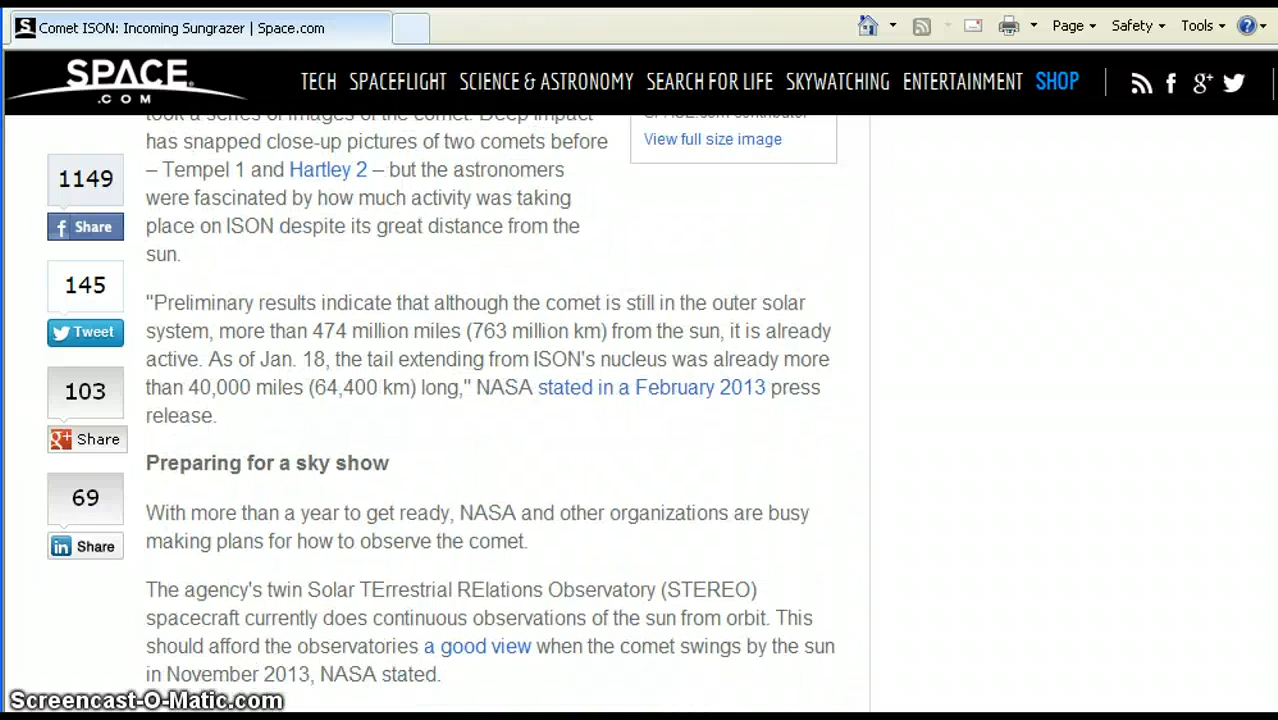 Comet ISON: Incoming Sungrazer | Space.com
Page
Safety
Tools
SPACE
.COM
TECH SPACEFLIGHT SCIENCE & ASTRONOMY SEARCH FOR LIFE SKYWATCHING ENTERTAINMENT SHOP
took a series of images of the comet. Deep Impact
has snapped close-up pictures of two comets before
– Tempel 1 and Hartley 2 – but the astronomers
were fascinated by how much activity was taking
place on ISON despite its great distance from the
sun.
SPACE.com contributor
View full size image
1149
Share
145
Tweet
103
Share
69
Share
"Preliminary results indicate that although the comet is still in the outer solar
system, more than 474 million miles (763 million km) from the sun, it is already
active. As of Jan. 18, the tail extending from ISON's nucleus was already more
than 40,000 miles (64,400 km) long," NASA stated in a February 2013 press
release.
Preparing for a sky show
With more than a year to get ready, NASA and other organizations are busy
making plans for how to observe the comet.
The agency's twin Solar TErrestrial RElations Observatory (STEREO)
spacecraft currently does continuous observations of the sun from orbit. This
should afford the observatories a good view when the comet swings by the sun
in November 2013, NASA stated.
Screencast-O-Matic.com